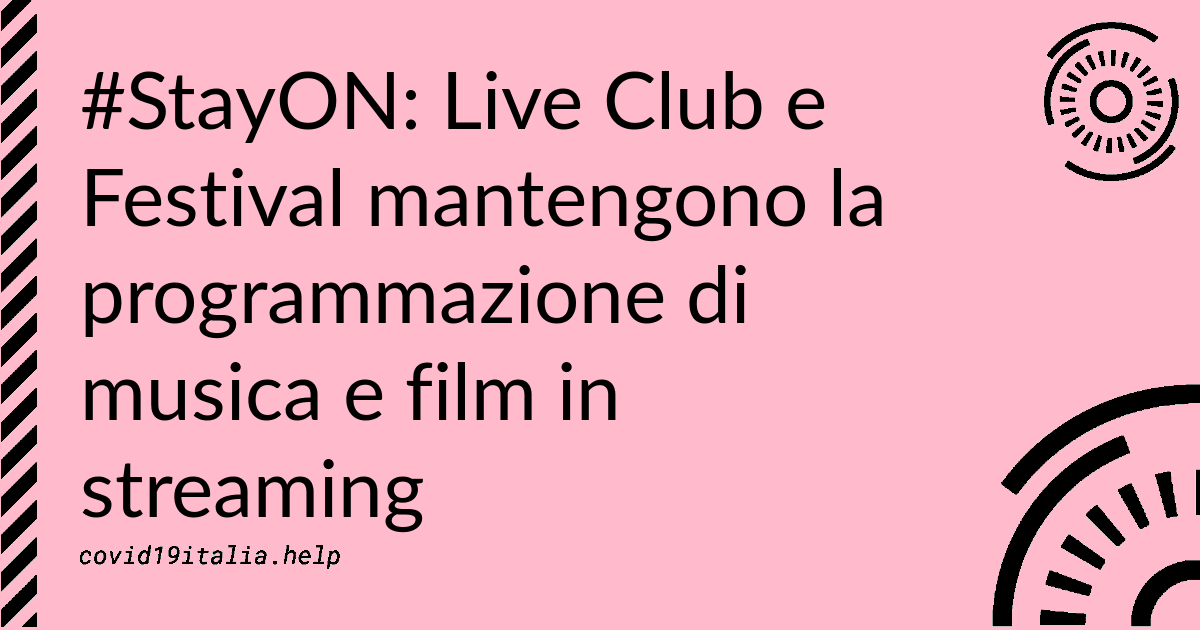 #StayON: Live Club e
Festival mantengono la
programmazione di
musica e film in
streaming
covid19italia.help